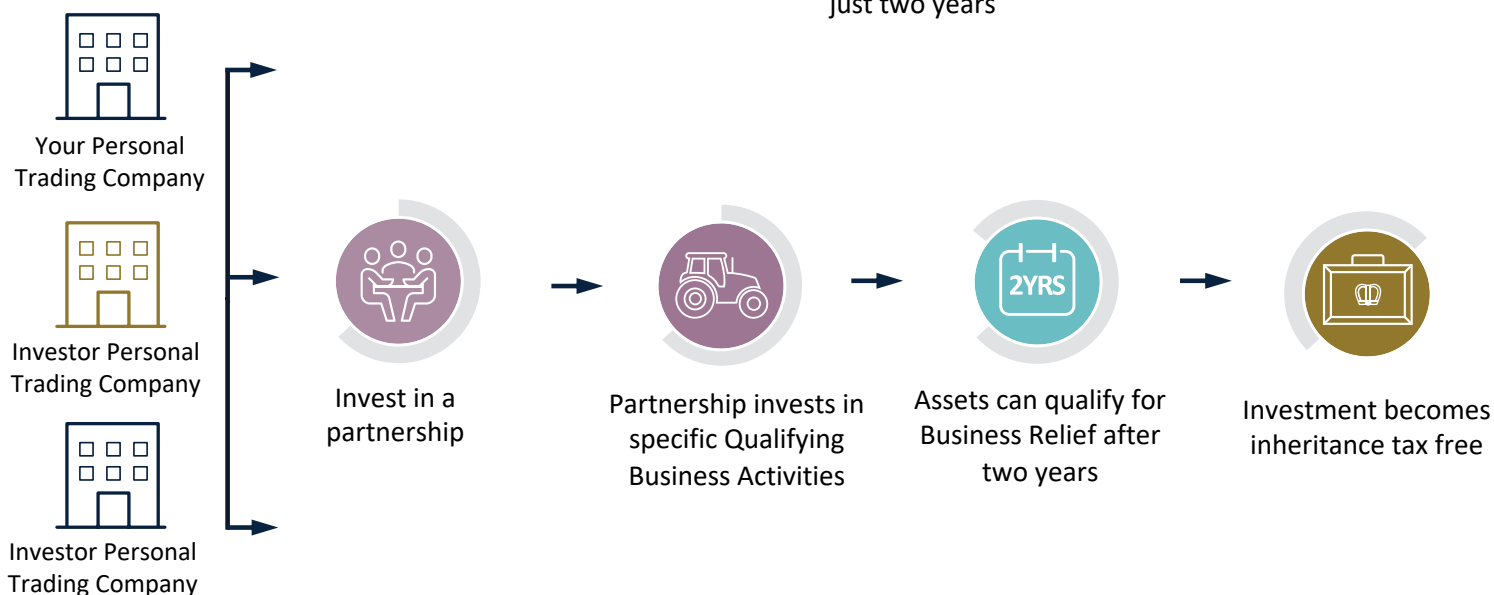 just two years
Your Personal
Trading Company
Investor Personal
Trading Company
Investor Personal
Trading Company
Invest in a
partnership
Partnership invests in
specific Qualifying
Business Activities
2YRS
Assets can qualify for
Business Relief after
two years
Investment becomes
inheritance tax free